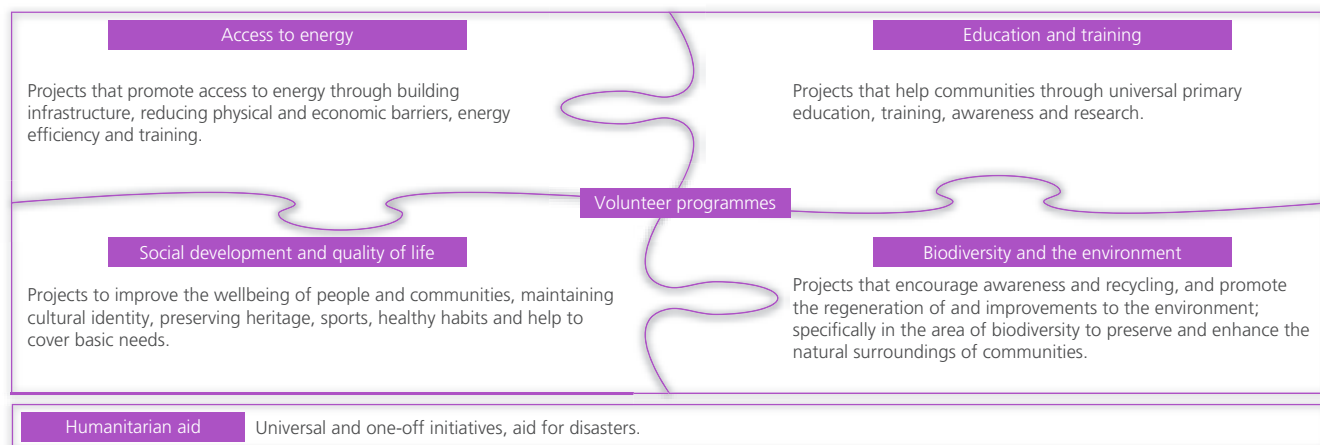 Access to energy
Projects that promote access to energy through building
infrastructure, reducing physical and economic barriers, energy
efficiency and training.
Education and training
Projects that help communities through universal primary
education, training, awareness and research.
Volunteer programmes
Social development and quality of life
Projects to improve the wellbeing of people and communities, maintaining
cultural identity, preserving heritage, sports, healthy habits and help to
cover basic needs.
Biodiversity and the environment
Projects that encourage awareness and recycling, and promote
the regeneration of and improvements to the environment;
specifically in the area of biodiversity to preserve and enhance the
natural surroundings of communities.
Humanitarian aid
Universal and one-off initiatives, aid for disasters.